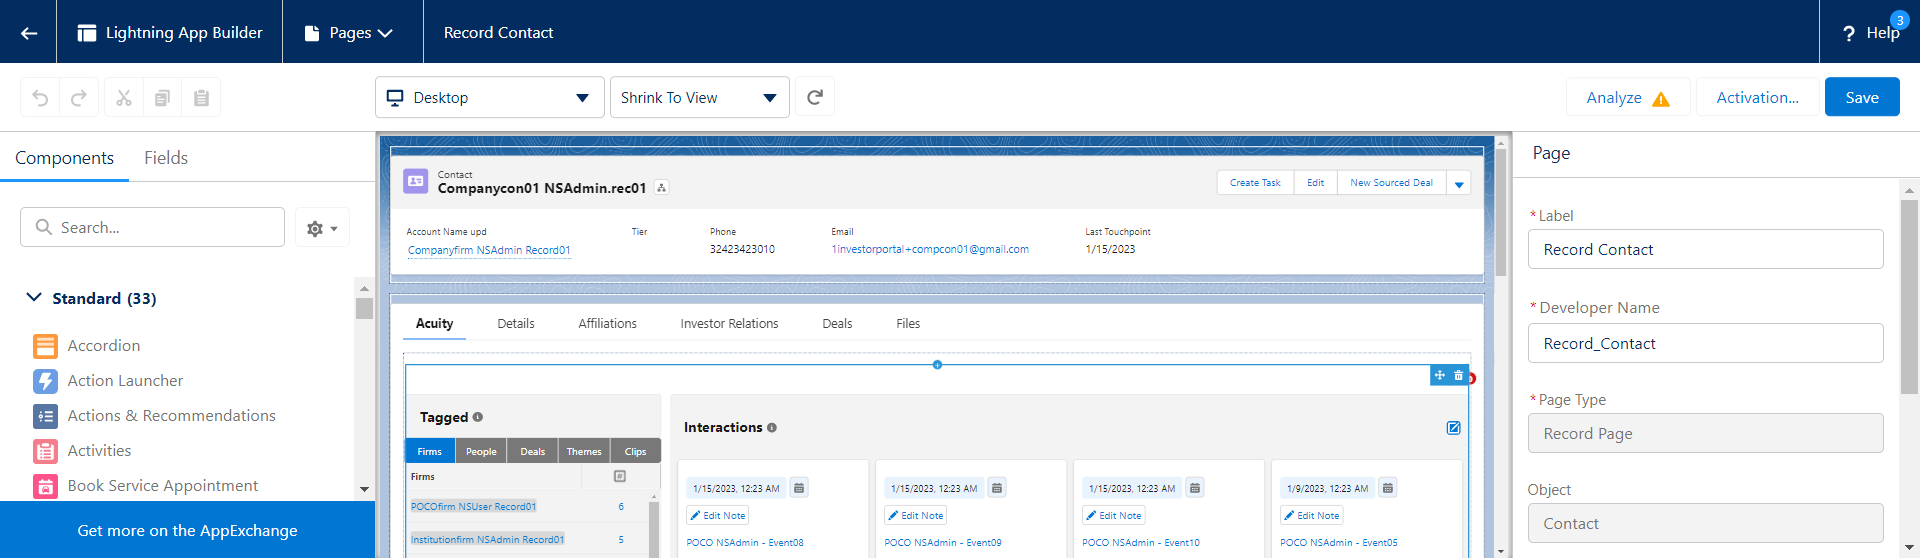 Lightning App Builder
Pages
Record Contact
3
? Help
Desktop
Shrink To View
Analyze
Activation...
Save
Components
Fields
Search...
Standard (33)
Accordion
Action Launcher
Actions & Recommendations
Activities
Book Service Appointment
Get more on the AppExchange
Contact
Companycon01 NSAdmin.rec01
Create Task
Edit
New Sourced Deal
Account Name upd
Tier
Phone
Email
Last Touchpoint
Companyfirm NSAdmin Record01
32423423010
1investorportal+compcon01@gmail.com
1/15/2023
Acuity
Details
Affiliations
Investor Relations
Deals
Files
Tagged
Firms
People
Deals
Themes
Clips
Firms
#
POCOfirm NSUser Record01
6
Institutionfirm NSAdmin Record01
5
Interactions
1/15/2023, 12:23 AM
Edit Note
POCO NSAdmin - Event08
1/15/2023, 12:23 AM
Edit Note
POCO NSAdmin - Event09
1/15/2023, 12:23 AM
Edit Note
POCO NSAdmin - Event10
1/9/2023, 12:23 AM
Edit Note
POCO NSAdmin - Event05
Page
* Label
Record Contact
* Developer Name
Record_Contact
* Page Type
Record Page
Object
Contact